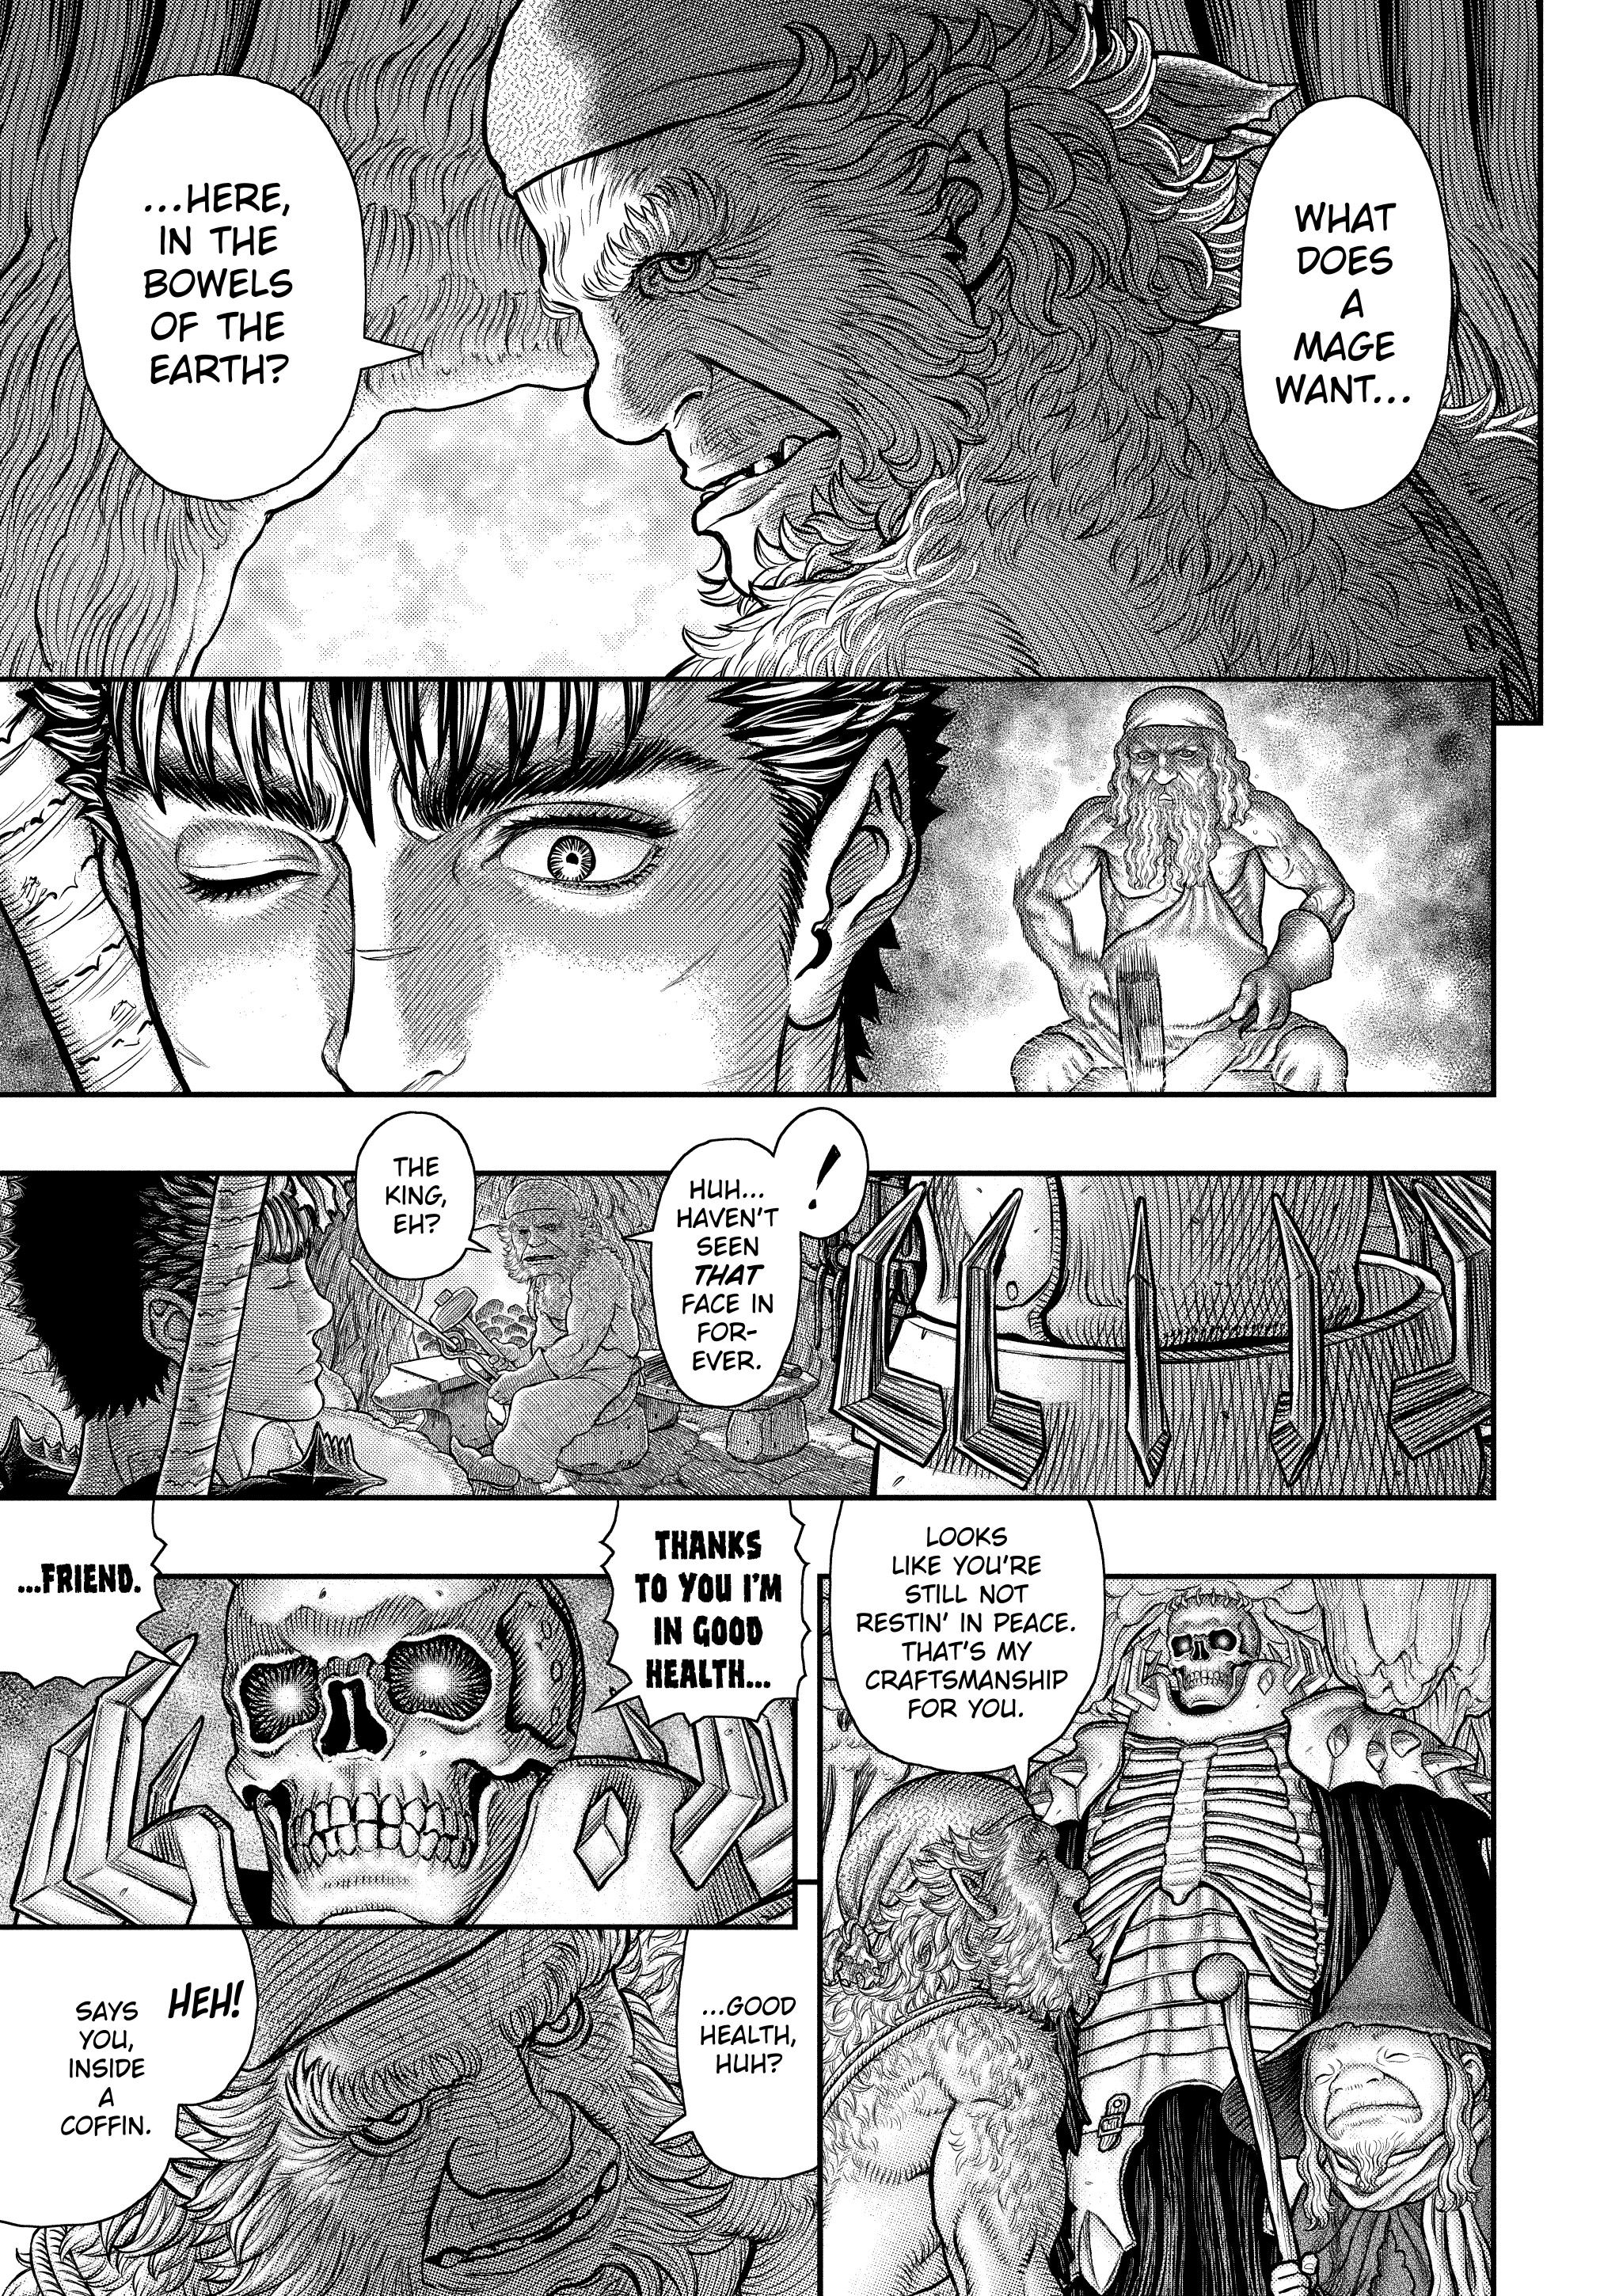 WHAT
DOES
A
MAGE
WANT...
...HERE,
IN THE
BOWELS
OF THE
EARTH?
!
HUH...
HAVEN'T
SEEN
THAT
FACE IN
FOR-
EVER.
THE
KING,
EH?
LOOKS
LIKE YOU'RE
STILL NOT
RESTIN' IN PEACE.
THAT'S MY
CRAFTSMANSHIP
FOR YOU.
THANKS
TO YOU I'M
IN GOOD
HEALTH...
...FRIEND.
...GOOD
HEALTH,
HUH?
HEH!
SAYS
YOU,
INSIDE
A
COFFIN.